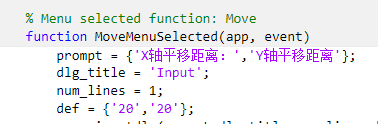 % Menu selected function: Move
function MoveMenuSelected(app, event)
prompt = {'X轴平移距离：','Y轴平移距离'};
dlg_title = 'Input';
num_lines = 1;
def = {'20','20'};